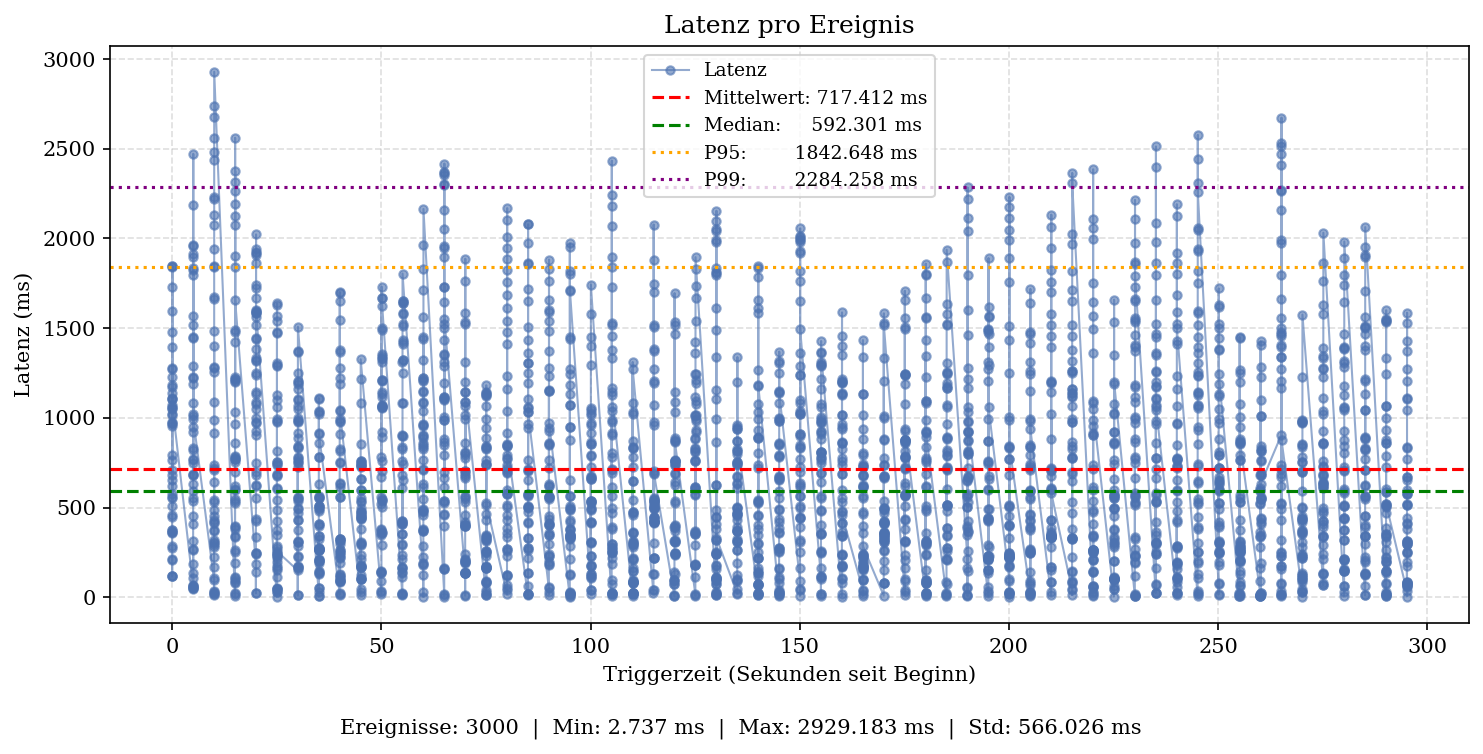 Latenz pro Ereignis
Latenz (ms)
3000
2500
2000
1500
1000
500
0
Latenz
Mittelwert: 717.412 ms
Median: 592.301 ms
P95: 1842.648 ms
P99: 2284.258 ms
0 50 100 150 200 250 300
Triggerzeit (Sekunden seit Beginn)
Ereignisse: 3000 | Min: 2.737 ms | Max: 2929.183 ms | Std: 566.026 ms